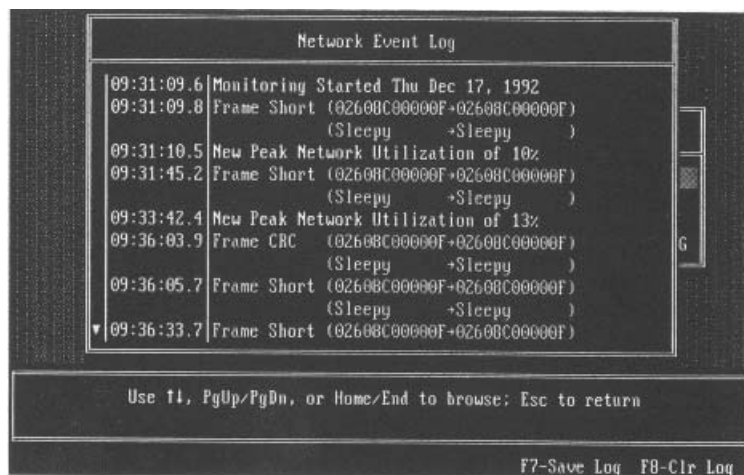 Network Event Log
09:31:09.6 Monitoring Started Thu Dec 17, 1992
09:31:09.8 Frame Short (02608C00000F→02608C00000F)
(Sleepy →Sleepy )
09:31:10.5 New Peak Network Utilization of 10%
09:31:45.2 Frame Short (02608C00000F→02608C00000F)
(Sleepy →Sleepy )
09:33:42.4 New Peak Network Utilization of 13%
09:36:03.9 Frame CRC (02608C00000F→02608C00000F)
(Sleepy →Sleepy )
09:36:05.7 Frame Short (02608C00000F→02608C00000F)
(Sleepy →Sleepy )
▼ 09:36:33.7 Frame Short (02608C00000F→02608C00000F)
G
Use ↑↓, PgUp/PgDn, or Home/End to browse; Esc to return
F7-Save Log F8-Clr Log